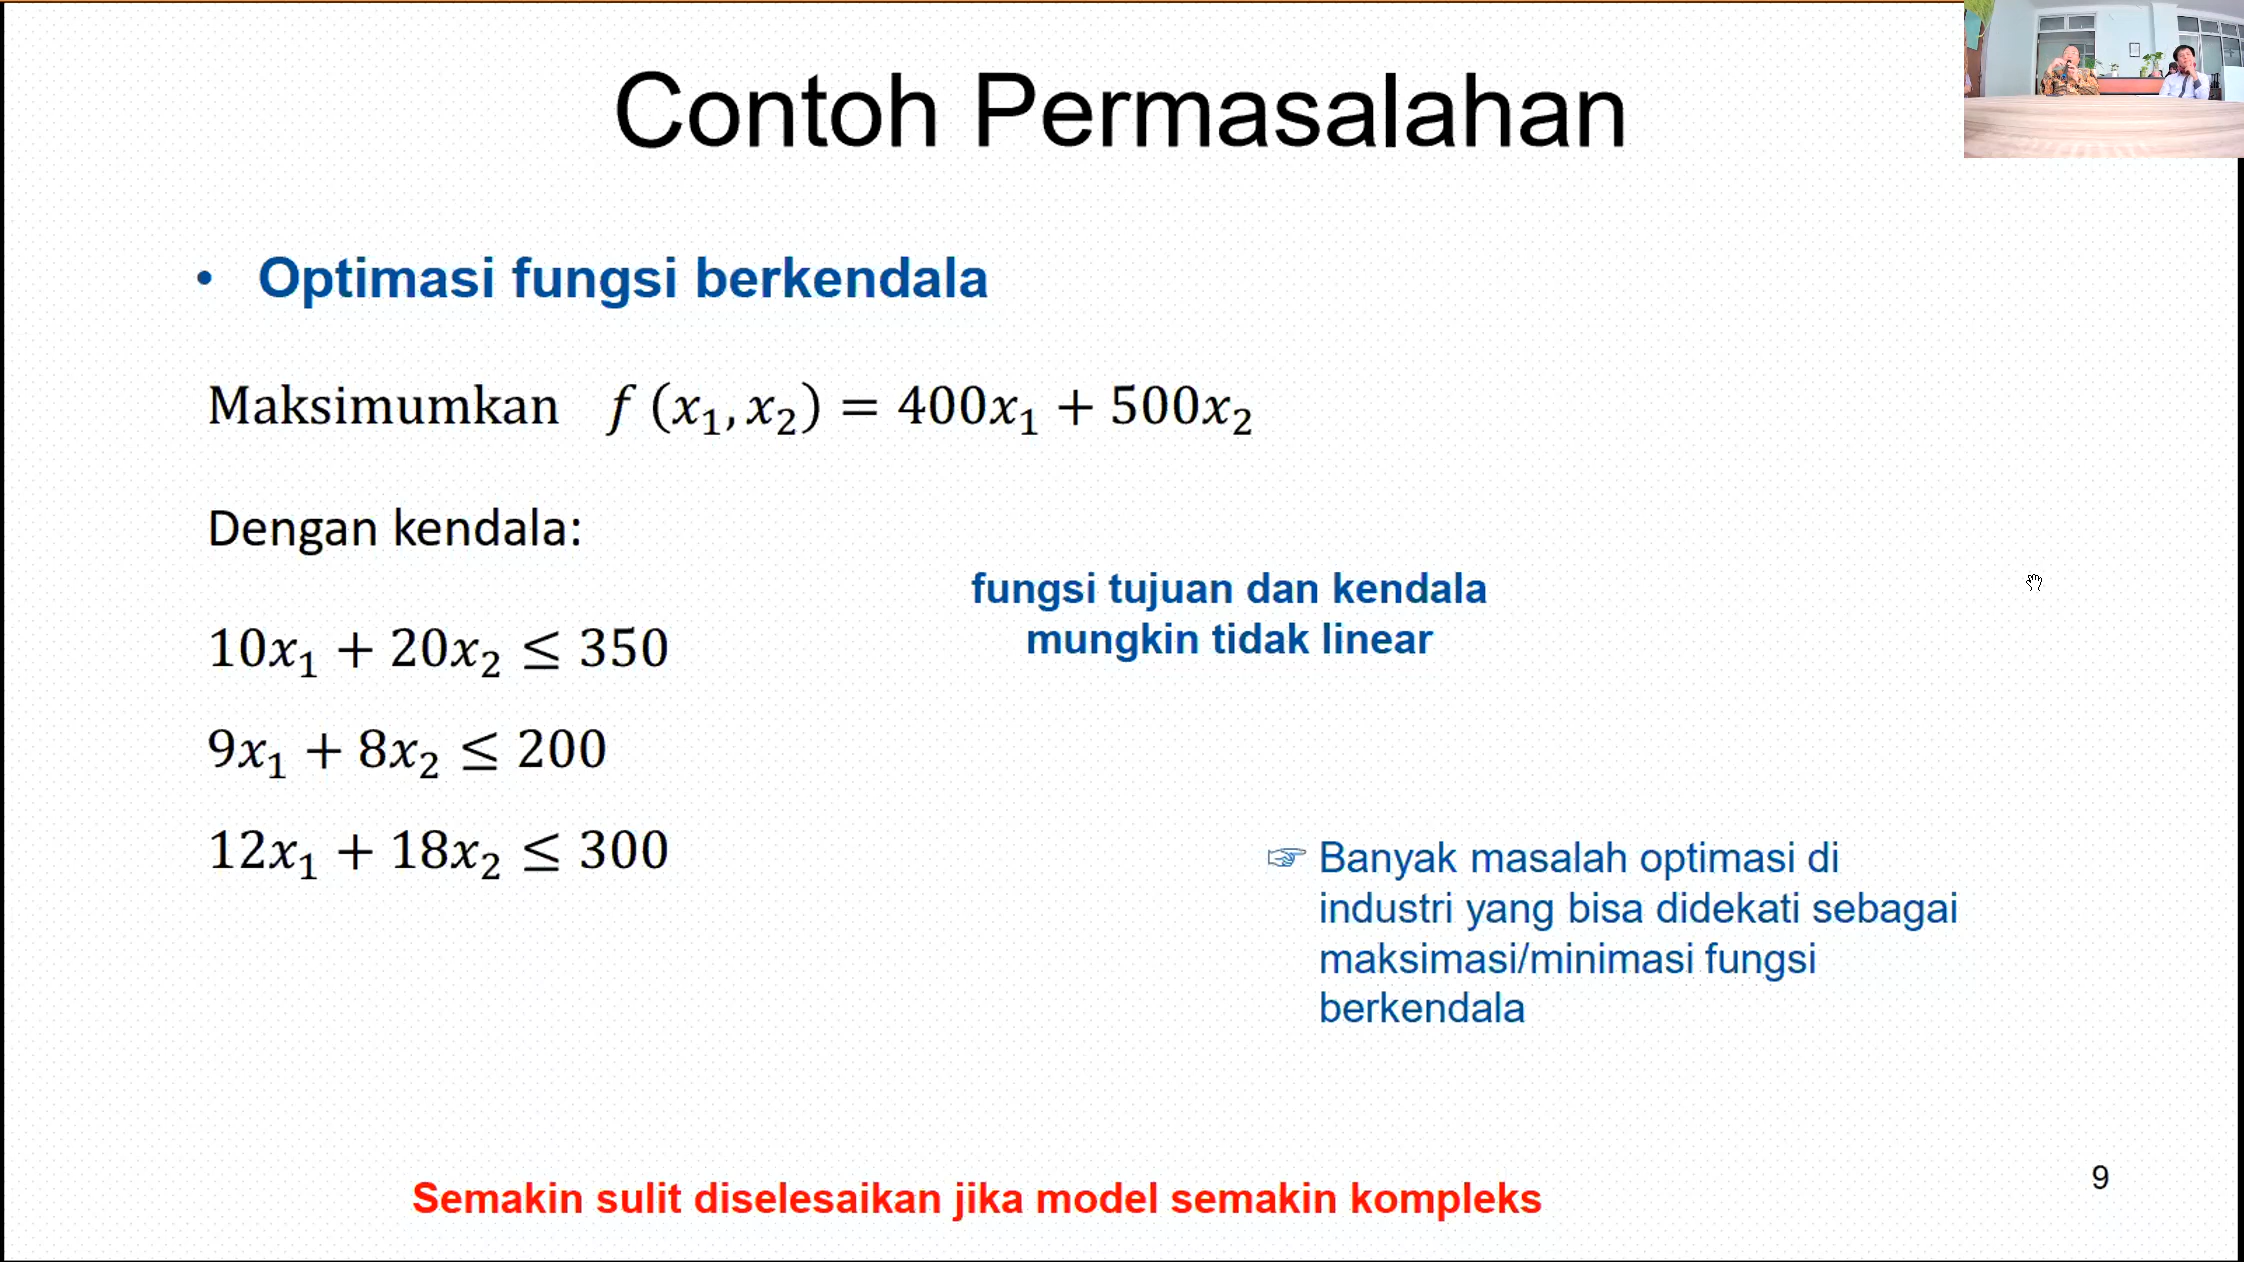 Contoh Permasalahan
• Optimasi fungsi berkendala
Maksimumkan f (x₁, x₂) = 400x₁ + 500x₂
Dengan kendala:
fungsi tujuan dan kendala
mungkin tidak linear
10x₁ + 20x₂ ≤ 350
9x₁ + 8x₂ ≤ 200
12x₁ + 18x₂ ≤ 300
☞ Banyak masalah optimasi di
industri yang bisa didekati sebagai
maksimasi/minimasi fungsi
berkendala
9
Semakin sulit diselesaikan jika model semakin kompleks